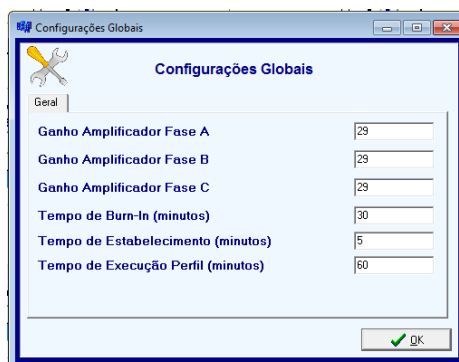 Configurações Globais
Configurações Globais
Geral
Ganho Amplificador Fase A 29
Ganho Amplificador Fase B 29
Ganho Amplificador Fase C 29
Tempo de Burn-In (minutos) 30
Tempo de Estabelecimento (minutos) 5
Tempo de Execução Perfil (minutos) 60
OK